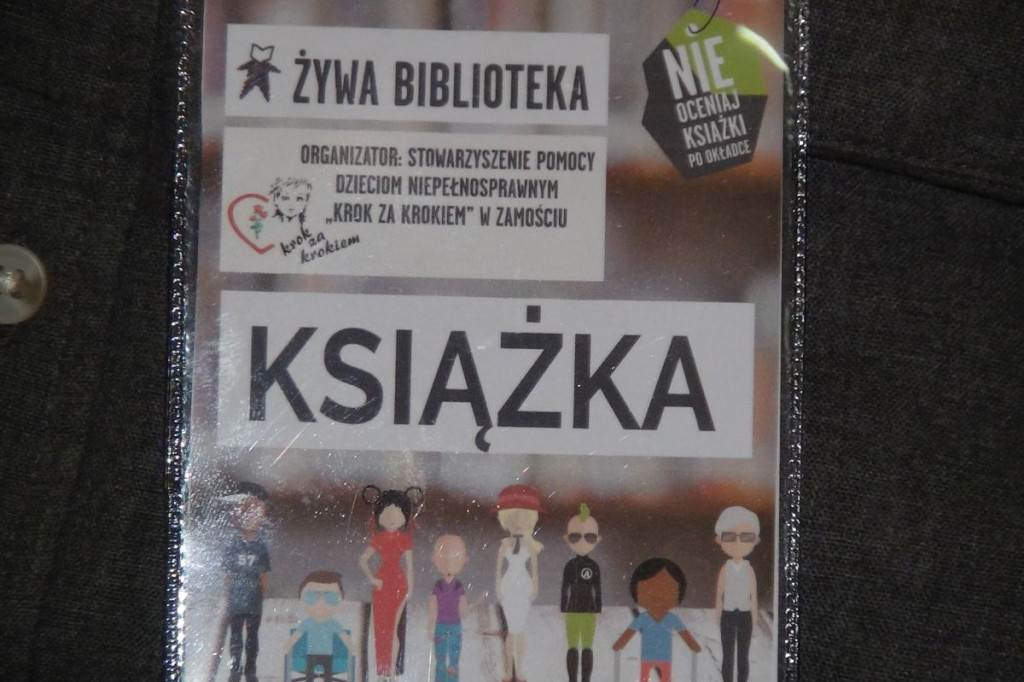 ŻYWA BIBLIOTEKA
NIE
OCENIAJ
KSIĄŻKI
PO OKŁADCE
ORGANIZATOR: STOWARZYSZENIE POMOCY
DZIECIOM NIEPEŁNOSPRAWNYM
„KROK ZA KROKIEM” W ZAMOŚCIU
krok
za
krokiem
KSIĄŻKA
57